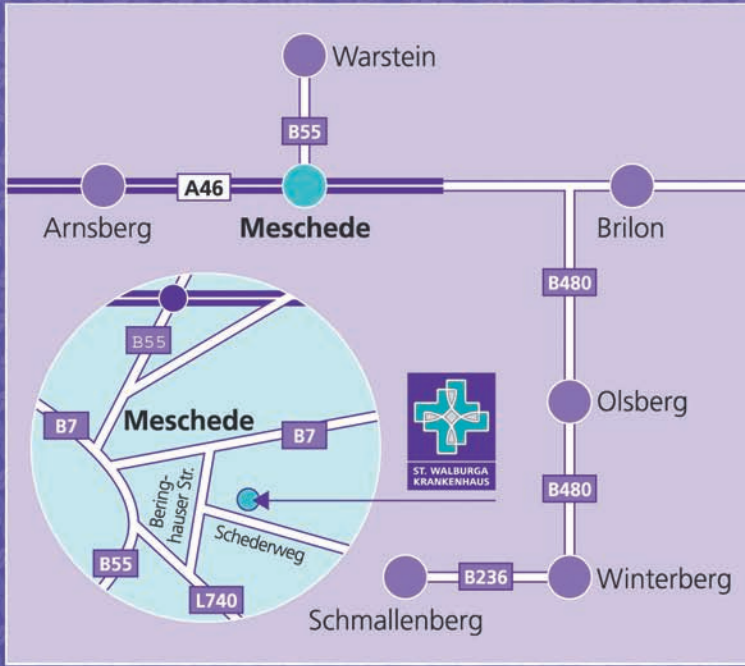 Warstein
B55
A46
Arnsberg
Meschede
Brilon
B480
B55
Meschede
B7
B7
Bering-
hauser Str.
Schederweg
B55
L740
ST. WALBURGA
KRANKENHAUS
Olsberg
B480
B236
Winterberg
Schmallenberg